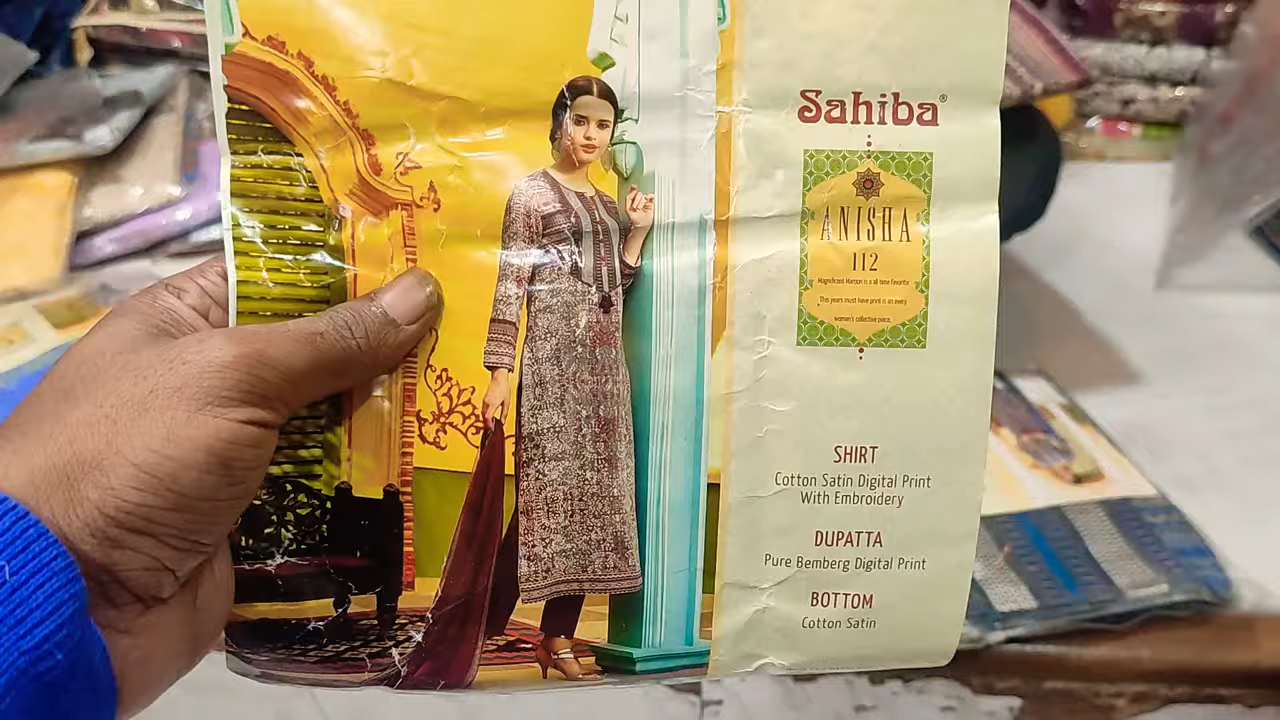 Sahiba®
ANISHA
112
Magnificent Maroon is a all time favorite
This years must have print is an every
women's collective piece.
SHIRT
Cotton Satin Digital Print
With Embroidery
DUPATTA
Pure Bemberg Digital Print
BOTTOM
Cotton Satin